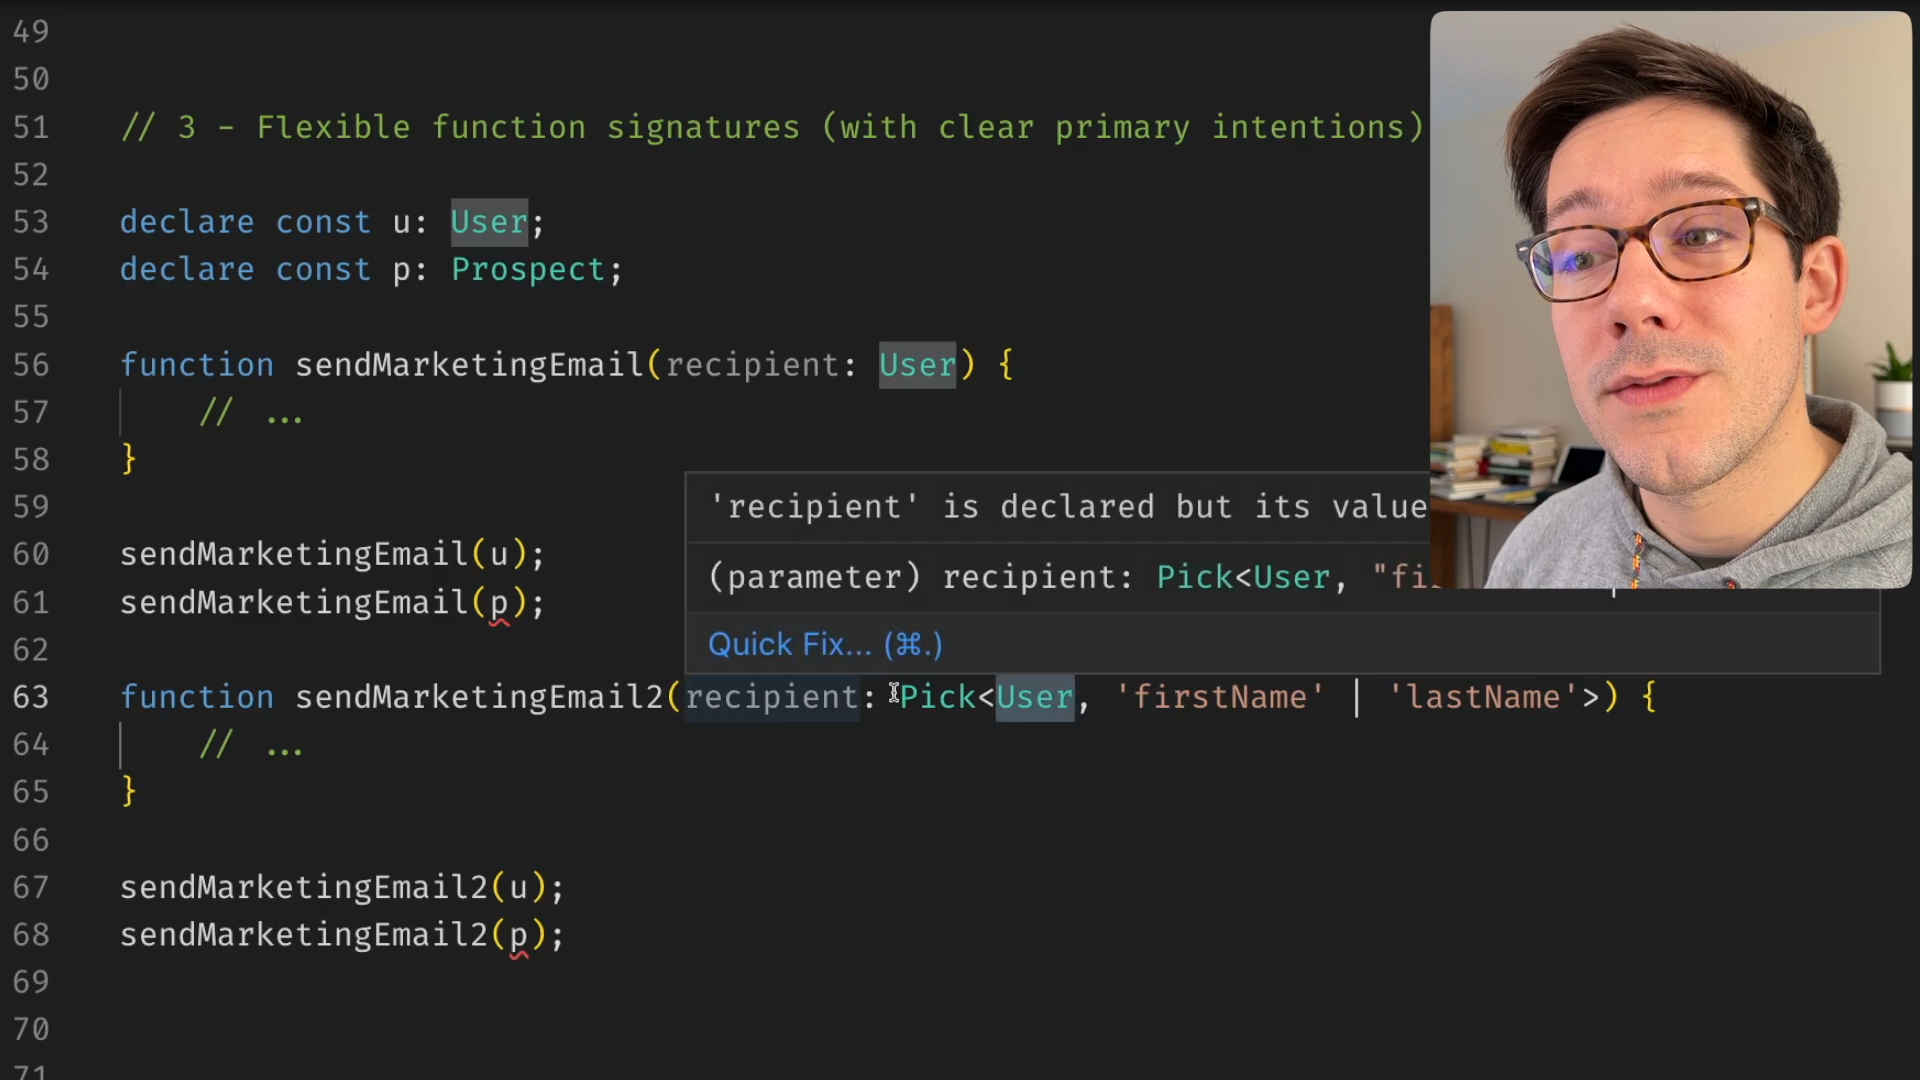 49
50
51 // 3 - Flexible function signatures (with clear primary intentions)
52
53 declare const u: User;
54 declare const p: Prospect;
55
56 function sendMarketingEmail(recipient: User) {
57 // ...
58 }
59
'recipient' is declared but its value
60 sendMarketingEmail(u);
(parameter) recipient: Pick<User, "fi
61 sendMarketingEmail(p);
62
Quick Fix... (⌘.)
63 function sendMarketingEmail2(recipient: Pick<User, 'firstName' | 'lastName'>) {
64 // ...
65 }
66
67 sendMarketingEmail2(u);
68 sendMarketingEmail2(p);
69
70
71